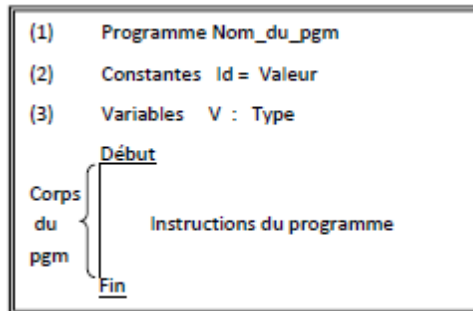 (1) Programme Nom_du_pgm
(2) Constantes Id = Valeur
(3) Variables V : Type
Début
Corps
du Instructions du programme
pgm
Fin